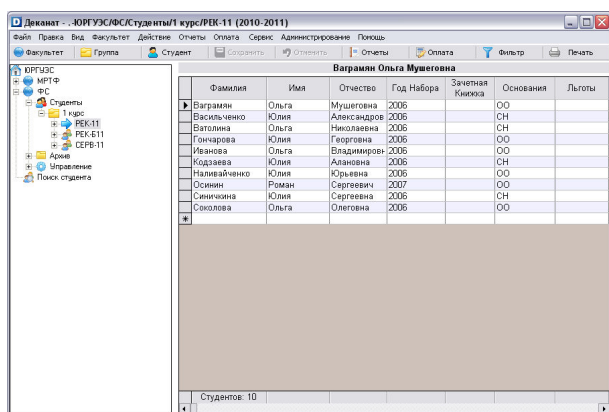 Деканат - .-ЮРГУЭС/ФС/Студенты/1 курс/РЕК-11 (2010-2011)
Файл Правка Вид Факультет Действие Отчеты Оплата Сервис Администрирование Помощь
Факультет Группа Студент Сохранить Отменить Отчеты Оплата Фильтр Печать
ЮРГУЭС
МРТФ
ФС
Студенты
1 курс
РЕК-11
РЕК-Б11
СЕРВ-11
Архив
Управление
Поиск студента
Ваграмян Ольга Мушеговна
Фамилия Имя Отчество Год Набора Зачетная Книжка Основания Льготы
Ваграмян Ольга Мушеговна 2006 ОО
Васильченко Юлия Александров 2006 СН
Ватолина Ольга Николаевна 2006 СН
Гончарова Юлия Георговна 2006 ОО
Иванова Ольга Владимировн 2006 ОО
Кодзаева Юлия Алановна 2006 СН
Наливайченко Юлия Юрьевна 2006 ОО
Осинин Роман Сергеевич 2007 ОО
Синичкина Юлия Сергеевна 2006 СН
Соколова Ольга Олеговна 2006 ОО
Студентов: 10